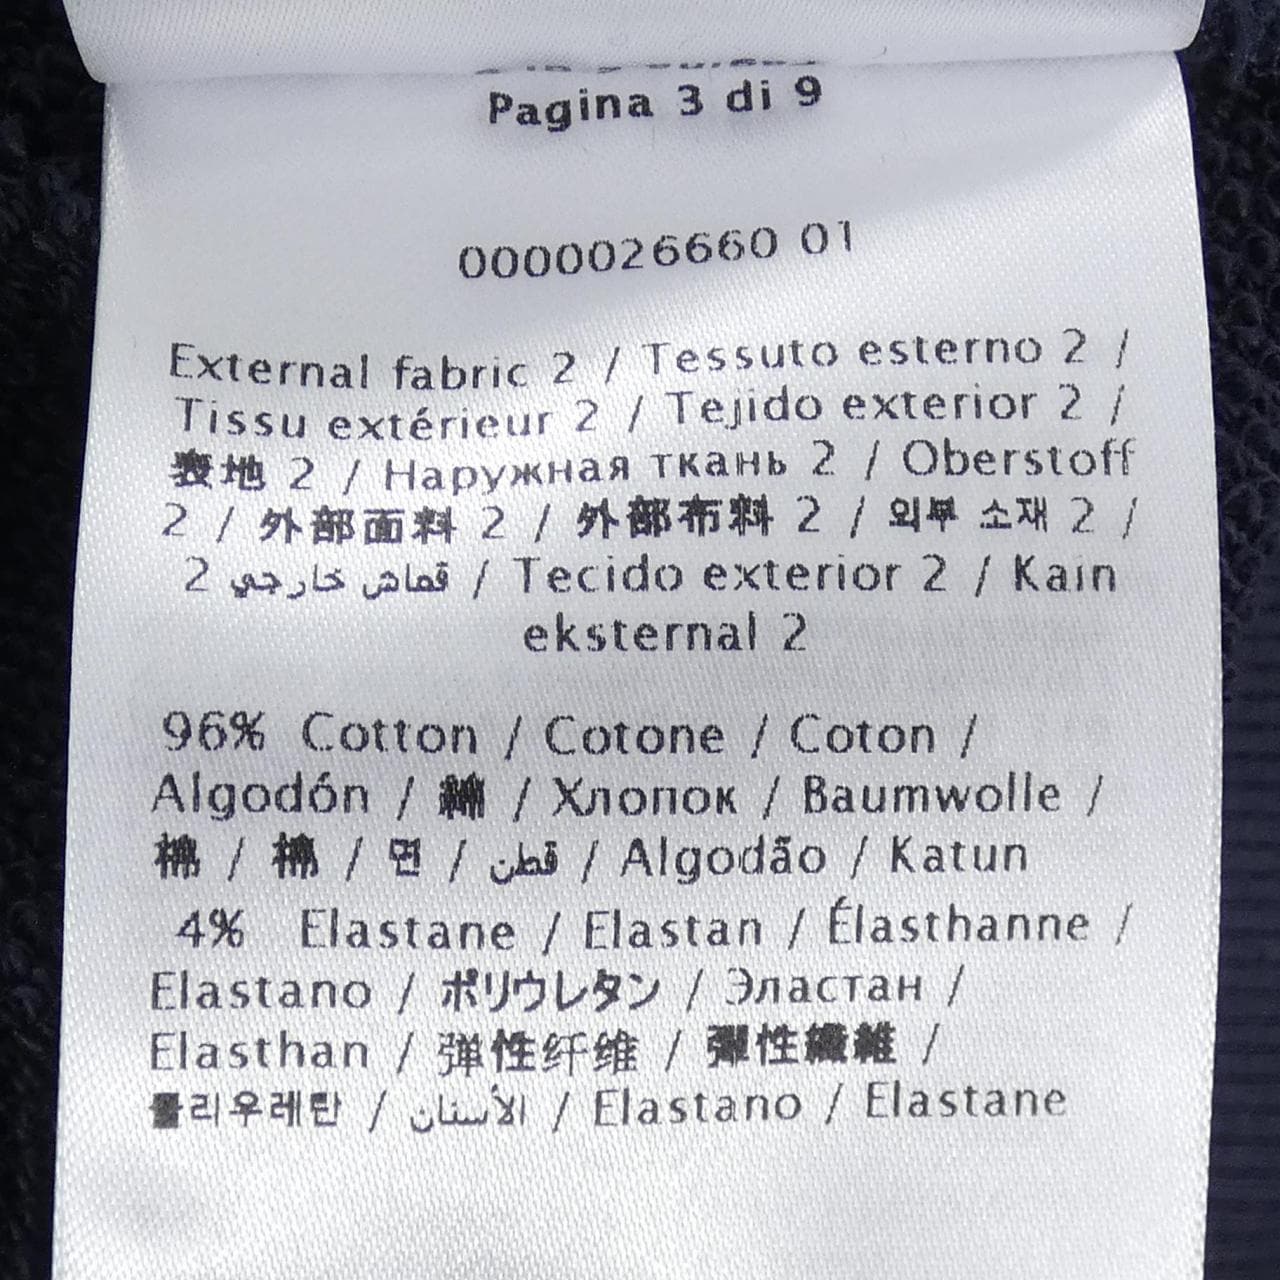 Pagina 3 di 9
0000026660 01
External fabric 2 / Tessuto esterno 2 /
Tissu extérieur 2 / Tejido exterior 2 /
表地 2 / Наружная ткань 2 / Oberstoff
2 / 外部面料 2 / 外部布料 2 / 외부 소재 2 /
قماش خارجي 2 / Tecido exterior 2 / Kain
eksternal 2
96% Cotton / Cotone / Coton /
Algodón / 綿 / Хлопок / Baumwolle /
棉 / 棉 / 면 / قطن / Algodão / Katun
4% Elastane / Elastan / Élasthanne /
Elastano / ポリウレタン / Эластан /
Elasthan / 弹性纤维 / 彈性纖維 /
폴리우레탄 / الأستان / Elastano / Elastane